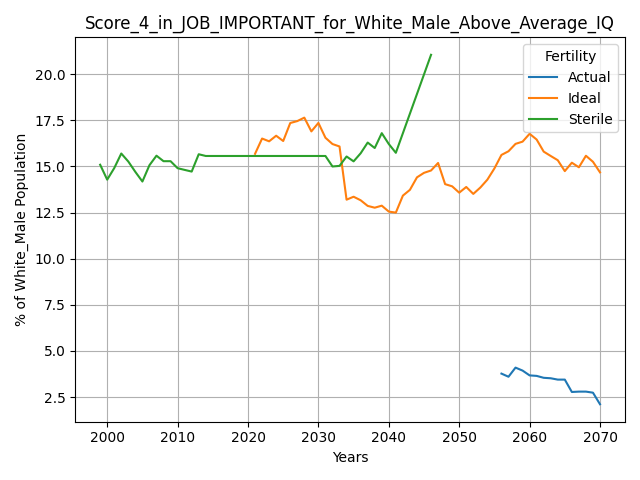 Score_4_in_JOB_IMPORTANT_for_White_Male_Above_Average_IQ
Fertility
Actual
Ideal
Sterile
% of White_Male Population
20.0
17.5
15.0
12.5
10.0
7.5
5.0
2.5
2000 2010 2020 2030 2040 2050 2060 2070
Years